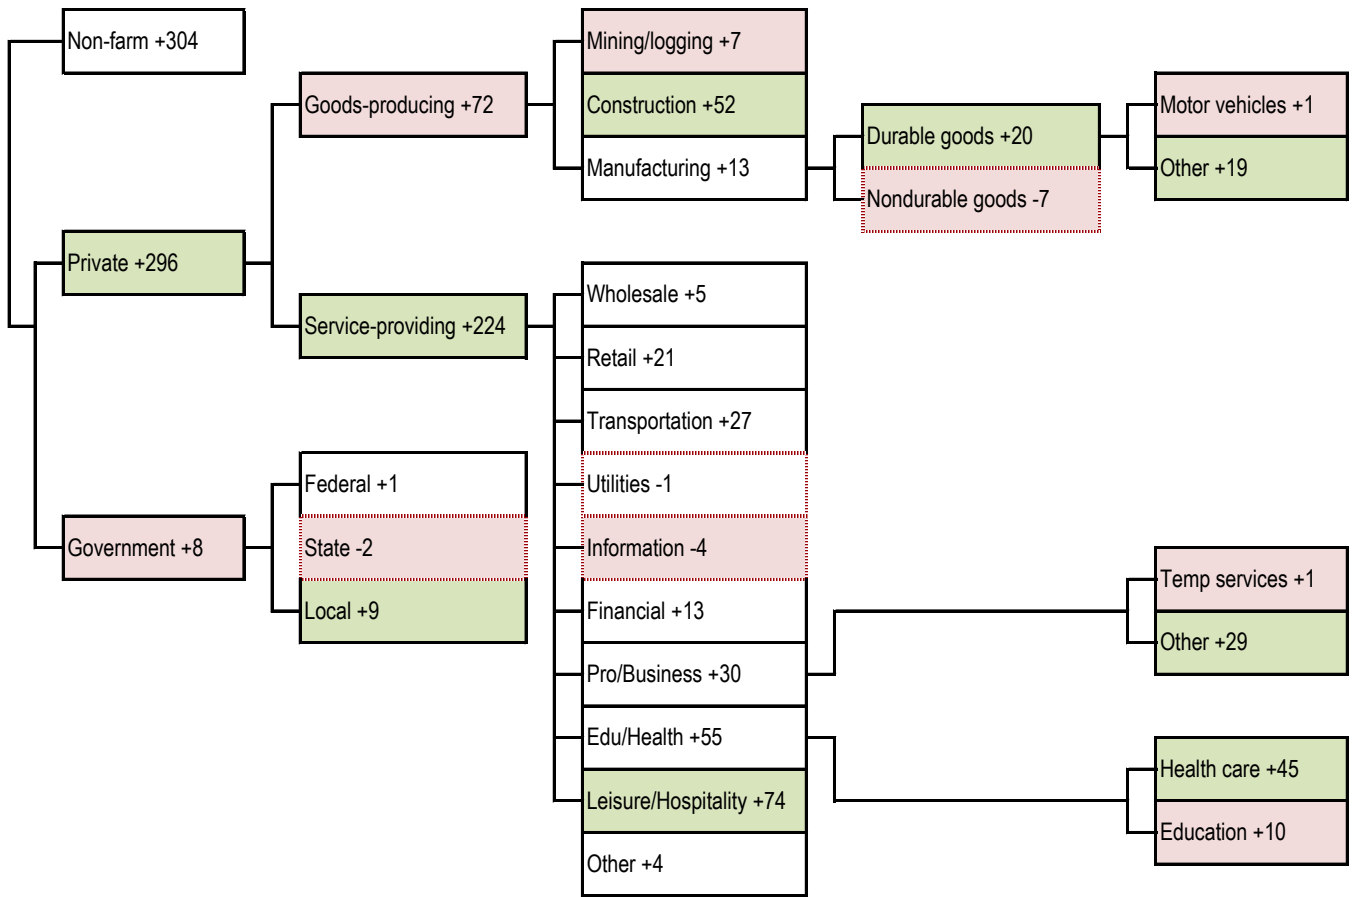 Non-farm +304
Private +296
Government +8
Goods-producing +72
Service-providing +224
Federal +1
State -2
Local +9
Mining/logging +7
Construction +52
Manufacturing +13
Wholesale +5
Retail +21
Transportation +27
Utilities -1
Information -4
Financial +13
Pro/Business +30
Edu/Health +55
Leisure/Hospitality +74
Other +4
Durable goods +20
Nondurable goods -7
Motor vehicles +1
Other +19
Temp services +1
Other +29
Health care +45
Education +10